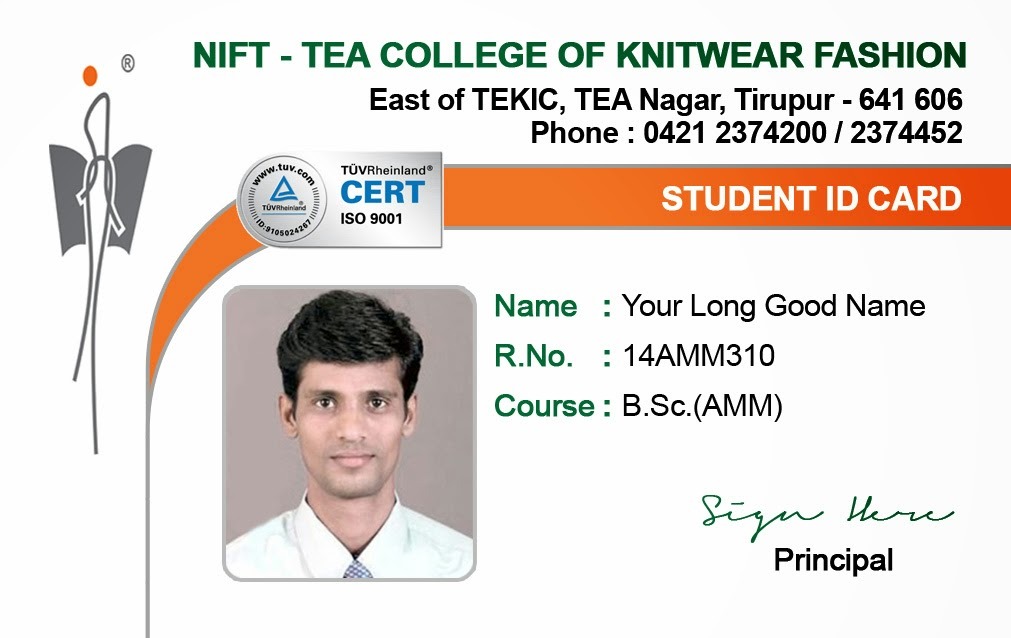 ®
NIFT - TEA COLLEGE OF KNITWEAR FASHION
East of TEKIC, TEA Nagar, Tirupur - 641 606
Phone : 0421 2374200 / 2374452
www.tuv.com
TÜVRheinland®
ID:9105024267
TÜVRheinland®
CERT
ISO 9001
STUDENT ID CARD
Name : Your Long Good Name
R.No. : 14AMM310
Course : B.Sc.(AMM)
Sign Here
Principal